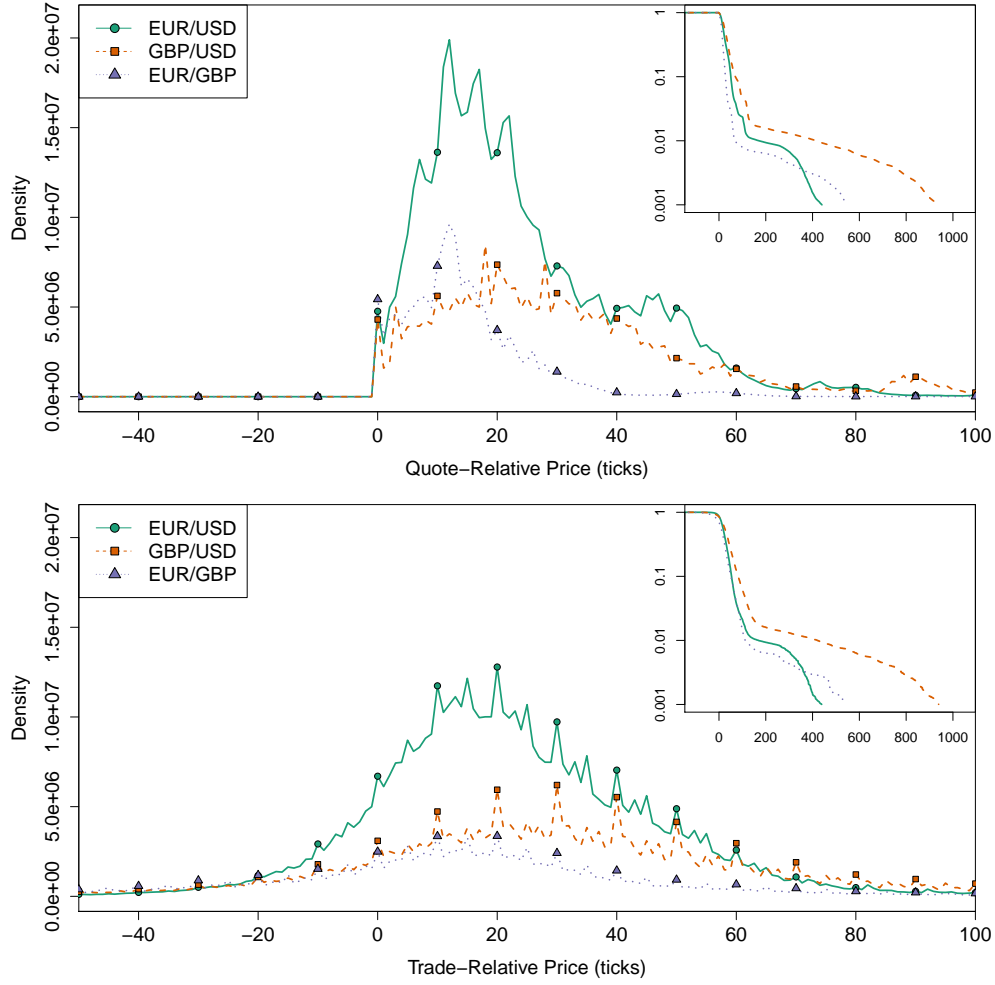 EUR/USD
GBP/USD
EUR/GBP
Density
0.0e+00 5.0e+06 1.0e+07 1.5e+07 2.0e+07
−40 −20 0 20 40 60 80 100
Quote−Relative Price (ticks)
1
0.1
0.01
0.001
0 200 400 600 800 1000
EUR/USD
GBP/USD
EUR/GBP
Density
0.0e+00 5.0e+06 1.0e+07 1.5e+07 2.0e+07
−40 −20 0 20 40 60 80 100
Trade−Relative Price (ticks)
1
0.1
0.01
0.001
0 200 400 600 800 1000